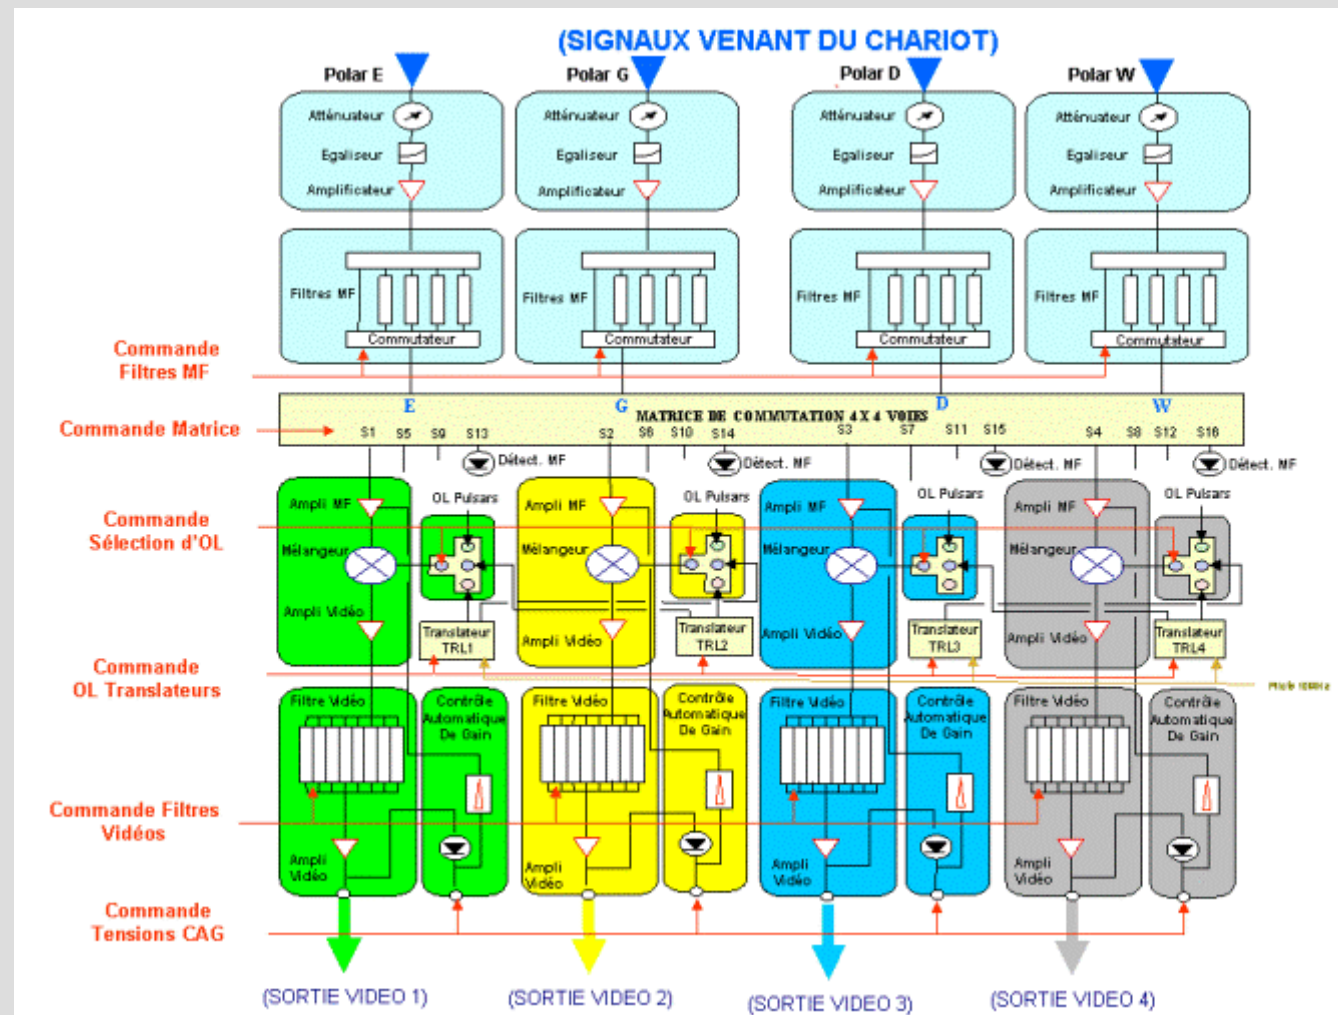 (SIGNAUX VENANT DU CHARIOT)
Polar E
Polar G
Polar D
Polar W
Atténuateur
Atténuateur
Atténuateur
Atténuateur
Egaliseur
Egaliseur
Egaliseur
Egaliseur
Amplificateur
Amplificateur
Amplificateur
Amplificateur
Filtres MF
Filtres MF
Filtres MF
Filtres MF
Commutateur
Commutateur
Commutateur
Commutateur
Commande
Filtres MF
E
G
D
W
MATRICE DE COMMUTATION 4 X 4 VOIES
Commande Matrice
S1
S5
S9
S13
S2
S6
S10
S14
S3
S7
S11
S15
S4
S8
S12
S16
Détect. MF
Détect. MF
Détect. MF
Détect. MF
Ampli MF
OL Pulsars
Ampli MF
OL Pulsars
Ampli MF
OL Pulsars
Ampli MF
OL Pulsars
Commande
Sélection d'OL
Mélangeur
Mélangeur
Mélangeur
Mélangeur
Ampli Vidéo
Ampli Vidéo
Ampli Vidéo
Ampli Vidéo
Translateur
TRL1
Translateur
TRL2
Translateur
TRL3
Translateur
TRL4
Commande
OL Translateurs
Filtre Vidéo
Contrôle
Automatique
De Gain
Filtre Vidéo
Contrôle
Automatique
De Gain
Filtre Vidéo
Contrôle
Automatique
De Gain
Filtre Vidéo
Contrôle
Automatique
De Gain
Commande Filtres
Vidéos
Ampli
Vidéo
Ampli
Vidéo
Ampli
Vidéo
Ampli
Vidéo
Commande
Tensions CAG
(SORTIE VIDEO 1)
(SORTIE VIDEO 2)
(SORTIE VIDEO 3)
(SORTIE VIDEO 4)